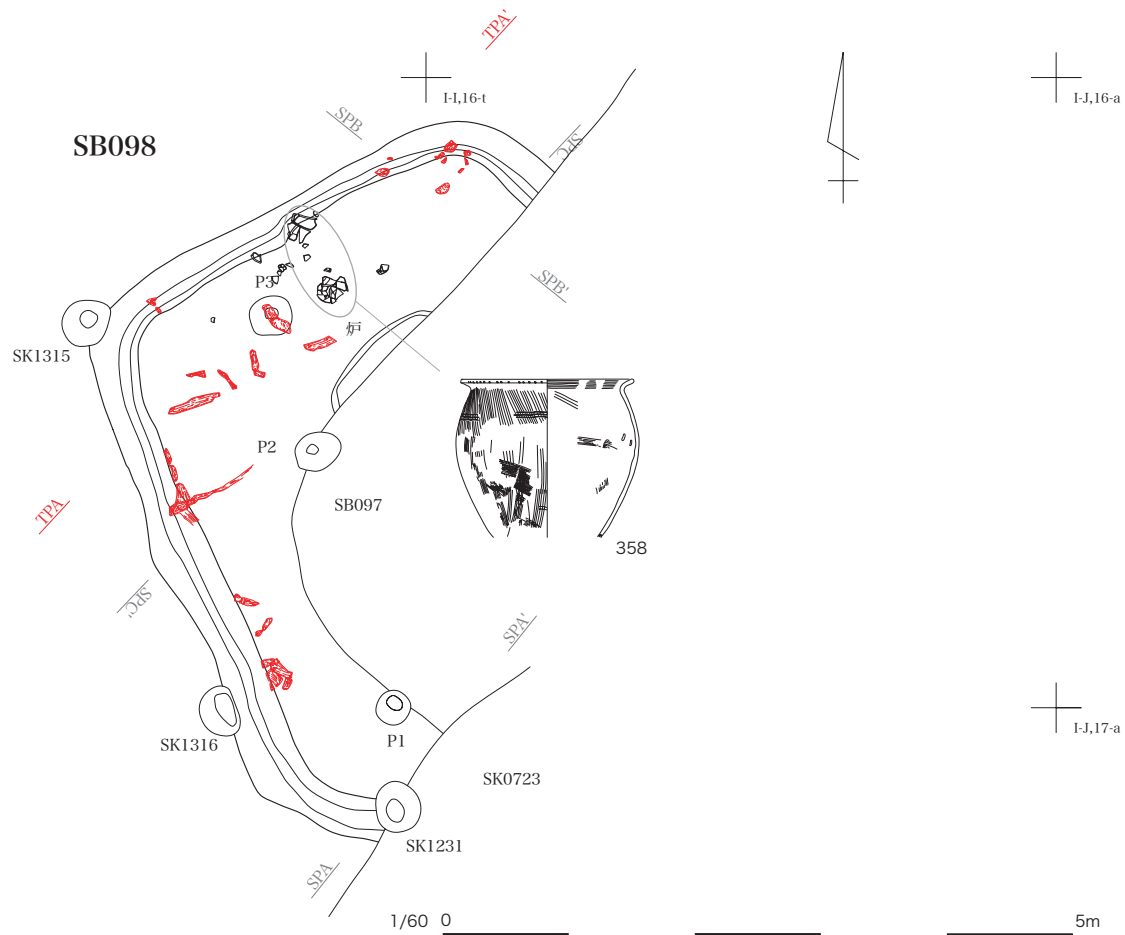 TPA'
I-I,16-t
I-J,16-a
SPB
SPC
SB098
SPB'
P3
炉
SK1315
P2
SB097
TPA
358
SPC'
SPA'
I-J,17-a
SK1316
P1
SK0723
SK1231
SPA
1/60 0 5m